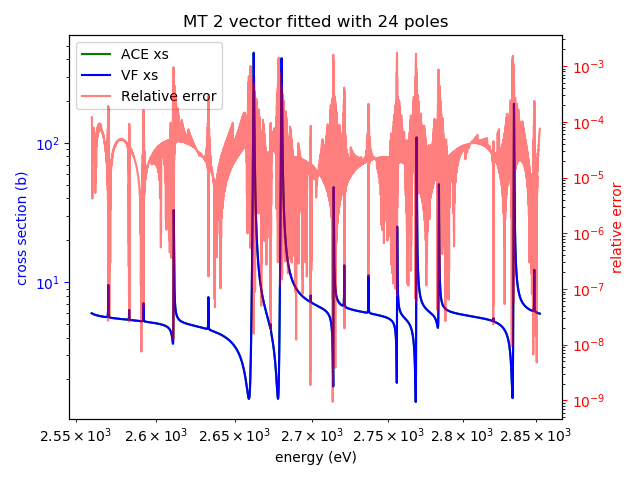 MT 2 vector fitted with 24 poles
ACE xs
VF xs
Relative error
cross section (b)
10²
10¹
relative error
10⁻³
10⁻⁴
10⁻⁵
10⁻⁶
10⁻⁷
10⁻⁸
10⁻⁹
2.55×10³ 2.6×10³ 2.65×10³ 2.7×10³ 2.75×10³ 2.8×10³ 2.85×10³
energy (eV)